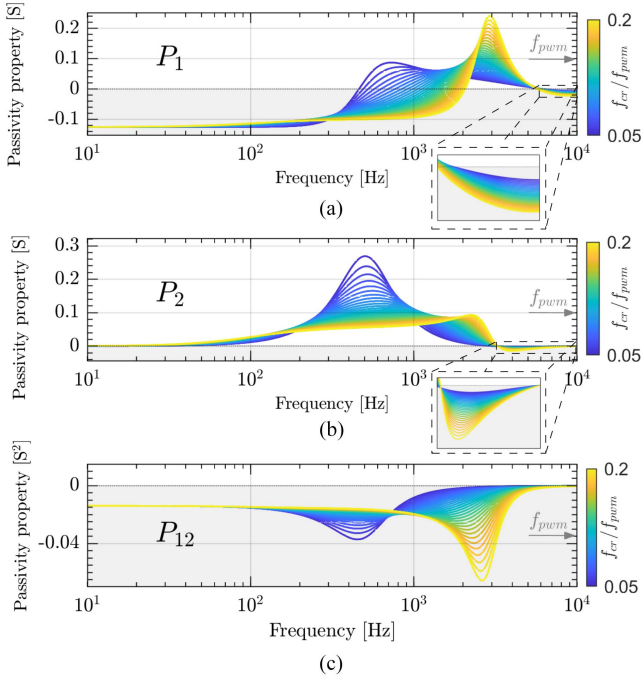 Passivity property [S]
0.2
0.1
0
-0.1
P1
fpwm
0.2
fcr/fpwm
0.05
10^1
10^2
10^3
10^4
Frequency [Hz]
(a)
Passivity property [S]
0.3
0.2
0.1
0
P2
fpwm
0.2
fcr/fpwm
0.05
10^1
10^2
10^3
10^4
Frequency [Hz]
(b)
Passivity property [S²]
0
-0.04
P12
fpwm
0.2
fcr/fpwm
0.05
10^1
10^2
10^3
10^4
Frequency [Hz]
(c)